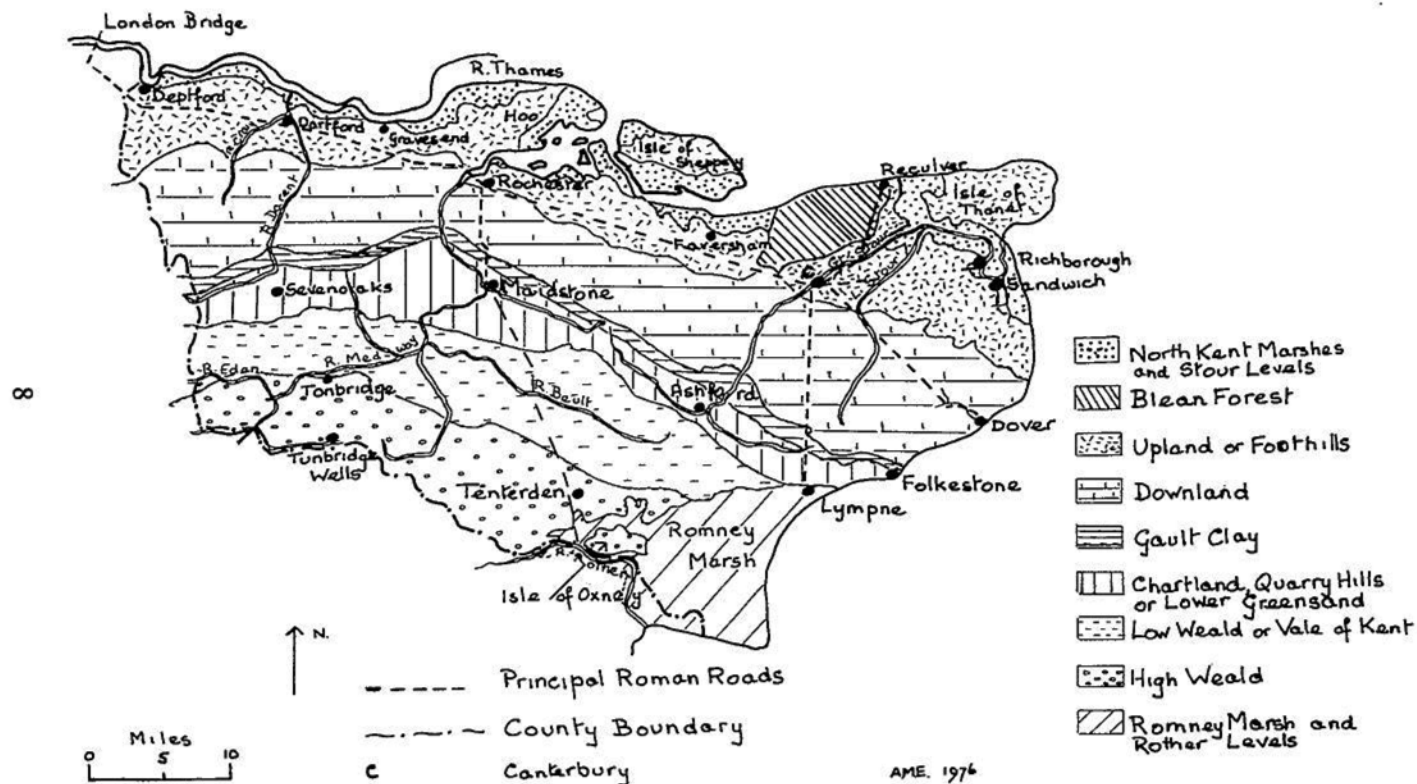 London Bridge
R. Thames
Deptford
Dartford
Gravesend
Hoo
Isle of
Sheppey
Reculver
Isle of
Thanet
Rochester
Faversham
R. Darent
C
Gt. Stour
Richborough
Sandwich
Sevenoaks
Maidstone
R. Medway
R. Eden
Tonbridge
R. Beult
Ashford
Dover
Tunbridge
Wells
Folkestone
Tenterden
Lympne
Romney
Marsh
Isle of Oxney
North Kent Marshes
and Stour Levels
Blean Forest
Upland or Foothills
Downland
Gault Clay
Chartland, Quarry Hills
or Lower Greensand
Low Weald or Vale of Kent
High Weald
Romney Marsh and
Rother Levels
8
N.
Principal Roman Roads
County Boundary
C Canterbury
Miles
0 5 10
AME. 1976